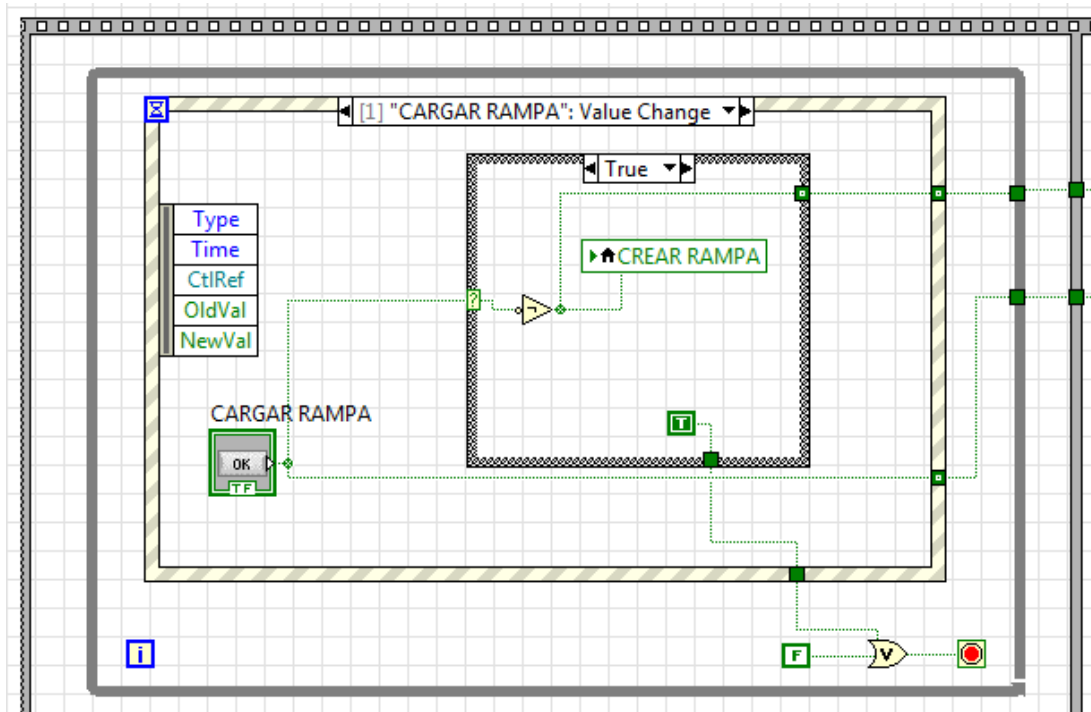 [1] "CARGAR RAMPA": Value Change
True
Type
Time
CtlRef
OldVal
NewVal
CREAR RAMPA
?
CARGAR RAMPA
OK
TF
T
i
F
V